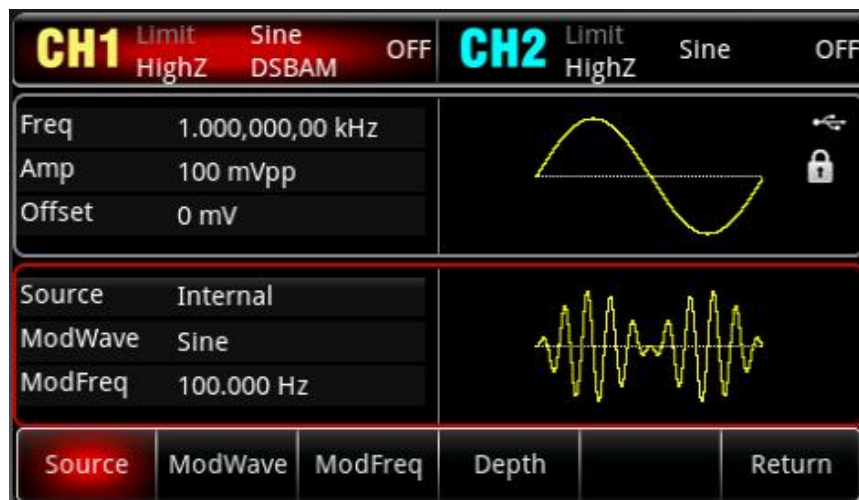 CH1 Limit Sine OFF CH2 Limit Sine OFF
HighZ DSBAM HighZ
Freq 1.000,000,00 kHz
Amp 100 mVpp
Offset 0 mV
Source Internal
ModWave Sine
ModFreq 100.000 Hz
Source ModWave ModFreq Depth Return